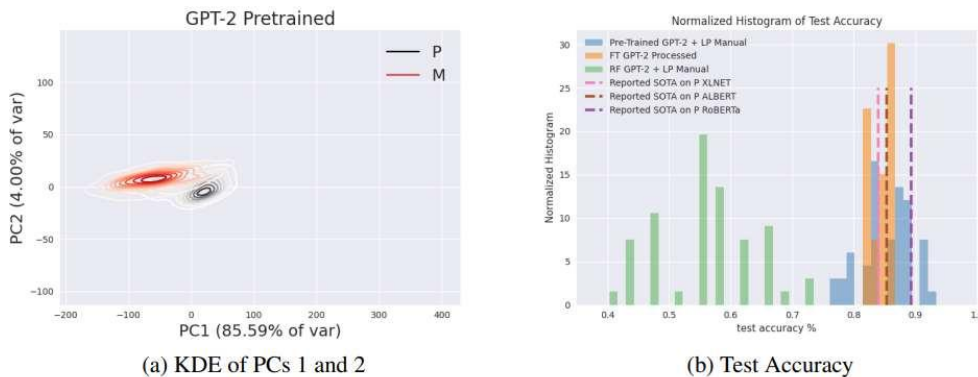 GPT-2 Pretrained
P
M
100
50
0
−50
−100
PC2 (4.00% of var)
−200
−100
0
100
200
300
400
PC1 (85.59% of var)
(a) KDE of PCs 1 and 2
Normalized Histogram of Test Accuracy
Pre-Trained GPT-2 + LP Manual
FT GPT-2 Processed
RF GPT-2 + LP Manual
Reported SOTA on P XLNET
Reported SOTA on P ALBERT
Reported SOTA on P RoBERTa
30
25
20
15
10
5
0
Normalized Histogram
0.4
0.5
0.6
0.7
0.8
0.9
test accuracy %
(b) Test Accuracy